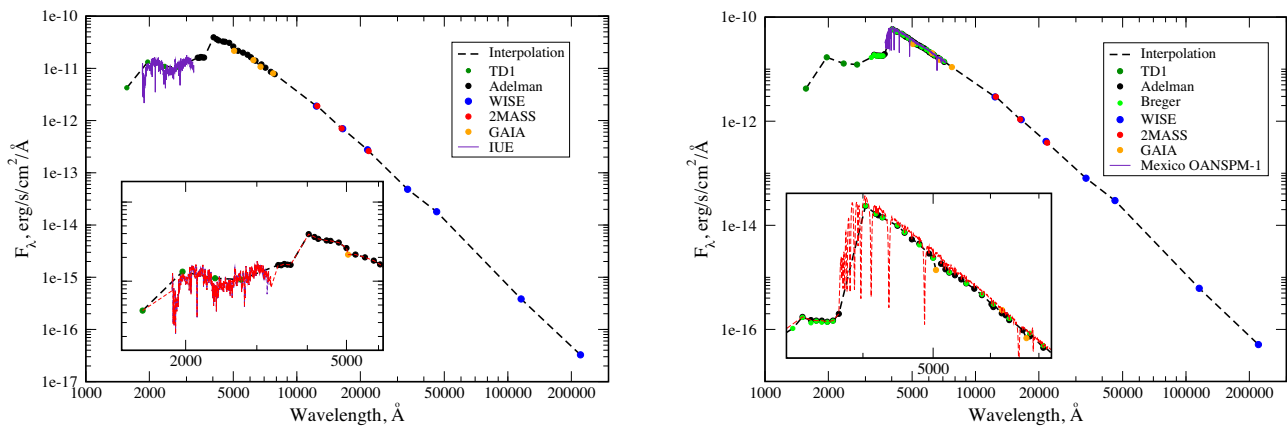 1e-10
1e-11
1e-12
1e-13
1e-14
1e-15
1e-16
1e-17
F_λ, erg/s/cm²/Å
Interpolation
TD1
Adelman
WISE
2MASS
GAIA
IUE
2000 5000
1000 2000 5000 10000 20000 50000 100000 200000
Wavelength, Å
1e-10
1e-12
1e-14
1e-16
F_λ, erg/s/cm²/Å
Interpolation
TD1
Adelman
Breger
WISE
2MASS
GAIA
Mexico OANSPM-1
5000
1000 2000 5000 10000 20000 50000 100000 200000
Wavelength, Å